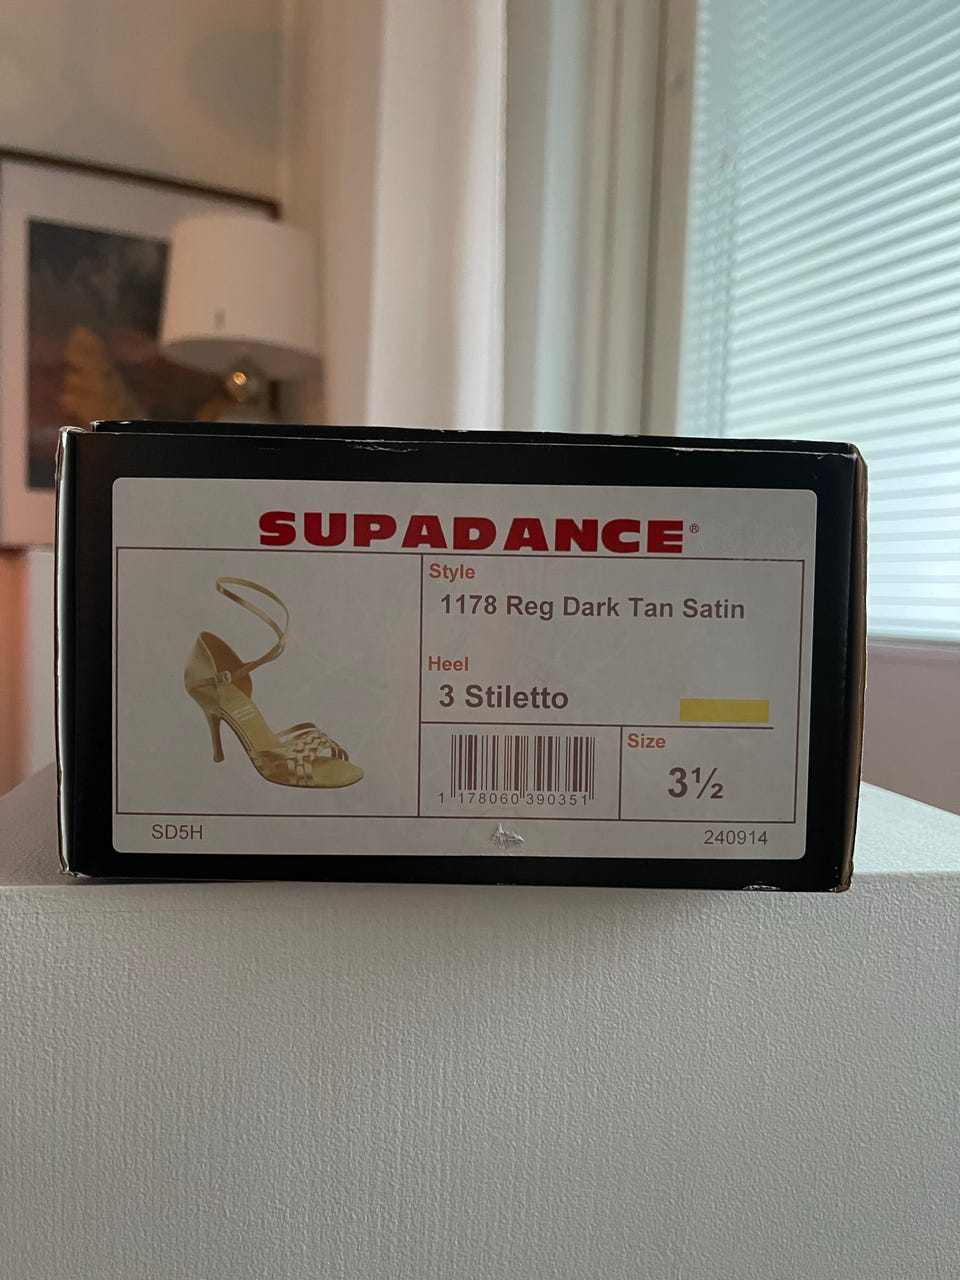 SUPADANCE®
Style
1178 Reg Dark Tan Satin
Heel
3 Stiletto
Size
3½
1 178060 390351
SD5H
240914